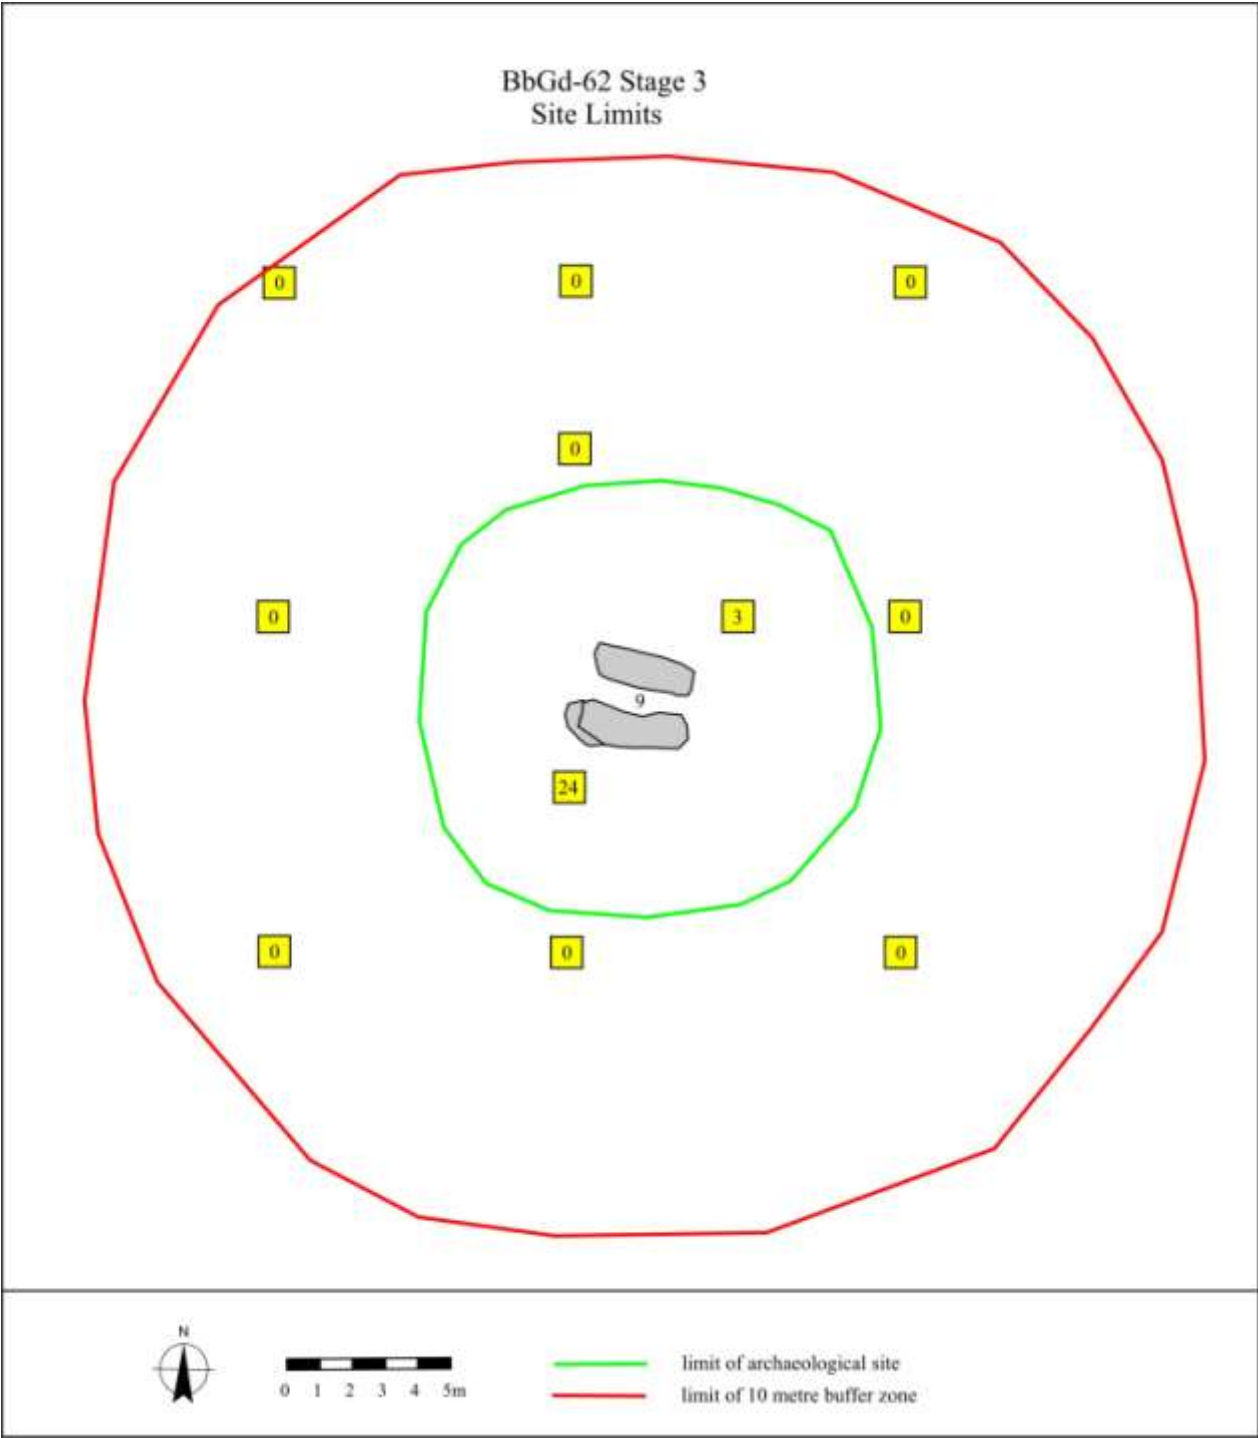 BbGd-62 Stage 3
Site Limits
0 0 0
0
0 3 0
9
24
0 0 0
N
0 1 2 3 4 5m
limit of archaeological site
limit of 10 metre buffer zone